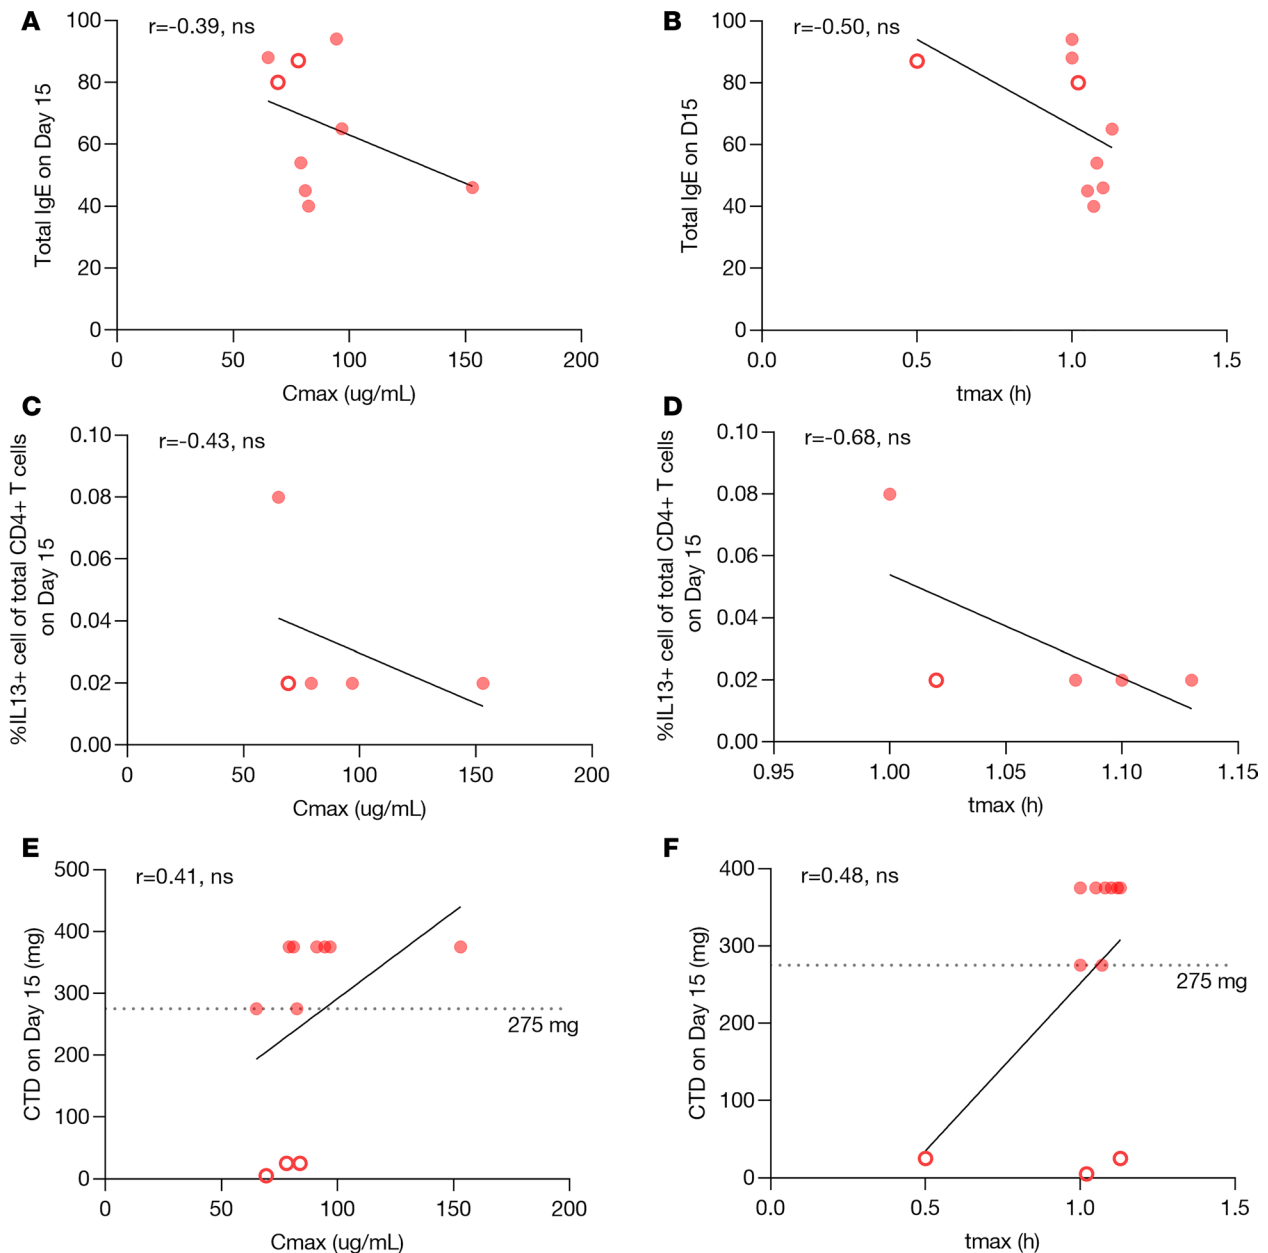 A
r=-0.39, ns
100
80
60
40
20
0
Total IgE on Day 15
0 50 100 150 200
Cmax (ug/mL)
B
r=-0.50, ns
100
80
60
40
20
0
Total IgE on D15
0.0 0.5 1.0 1.5
tmax (h)
C
r=-0.43, ns
0.10
0.08
0.06
0.04
0.02
0.00
%IL13+ cell of total CD4+ T cells
on Day 15
0 50 100 150 200
Cmax (ug/mL)
D
r=-0.68, ns
0.10
0.08
0.06
0.04
0.02
0.00
%IL13+ cell of total CD4+ T cells
on Day 15
0.95 1.00 1.05 1.10 1.15
tmax (h)
E
r=0.41, ns
500
400
300
200
100
0
CTD on Day 15 (mg)
275 mg
0 50 100 150 200
Cmax (ug/mL)
F
r=0.48, ns
400
300
200
100
0
CTD on Day 15 (mg)
275 mg
0.0 0.5 1.0 1.5
tmax (h)